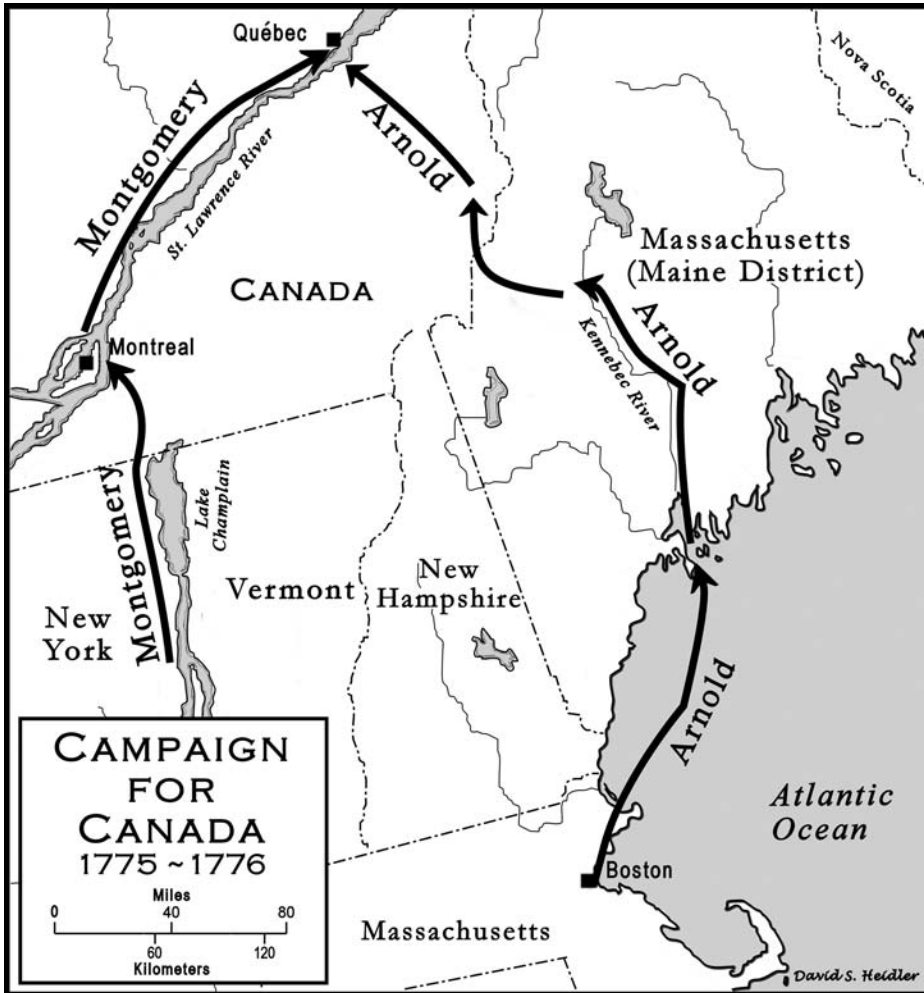 Québec
Nova Scotia
Montgomery
Arnold
St. Lawrence River
Massachusetts
(Maine District)
CANADA
Arnold
Kennebec River
Montreal
Montgomery
Lake
Champlain
Vermont
New
Hampshire
New
York
Arnold
CAMPAIGN
FOR
CANADA
1775 ~ 1776
Miles
0 40 80
60 120
Kilometers
Atlantic
Ocean
Boston
Massachusetts
David S. Heidler